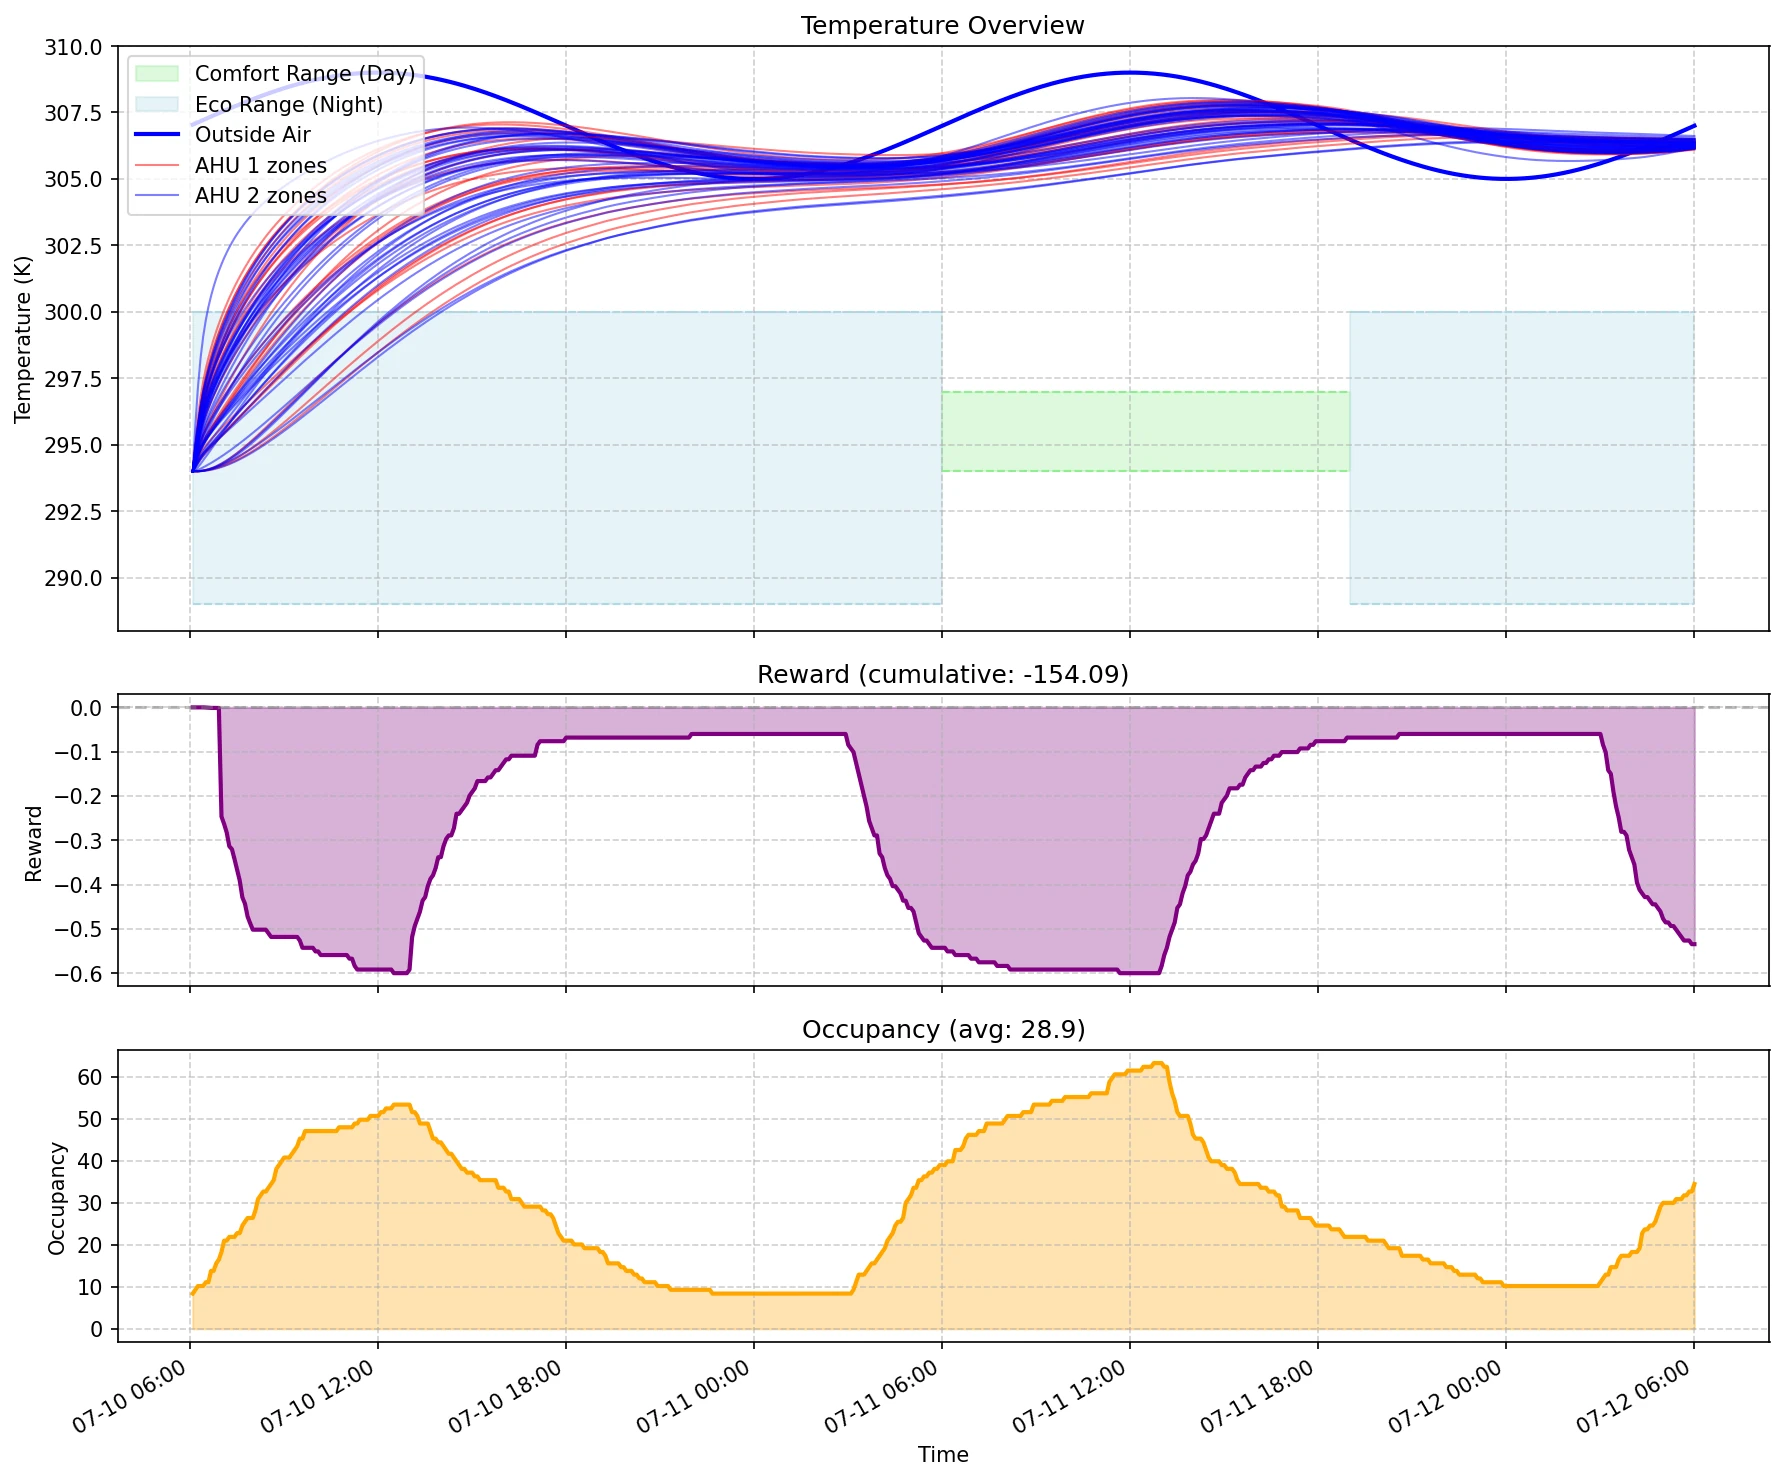 Temperature Overview
310.0
307.5
305.0
302.5
300.0
297.5
295.0
292.5
290.0
Temperature (K)
Comfort Range (Day)
Eco Range (Night)
Outside Air
AHU 1 zones
AHU 2 zones
Reward (cumulative: -154.09)
0.0
−0.1
−0.2
−0.3
−0.4
−0.5
−0.6
Reward
Occupancy (avg: 28.9)
60
50
40
30
20
10
0
Occupancy
07-10 06:00
07-10 12:00
07-10 18:00
07-11 00:00
07-11 06:00
07-11 12:00
07-11 18:00
07-12 00:00
07-12 06:00
Time